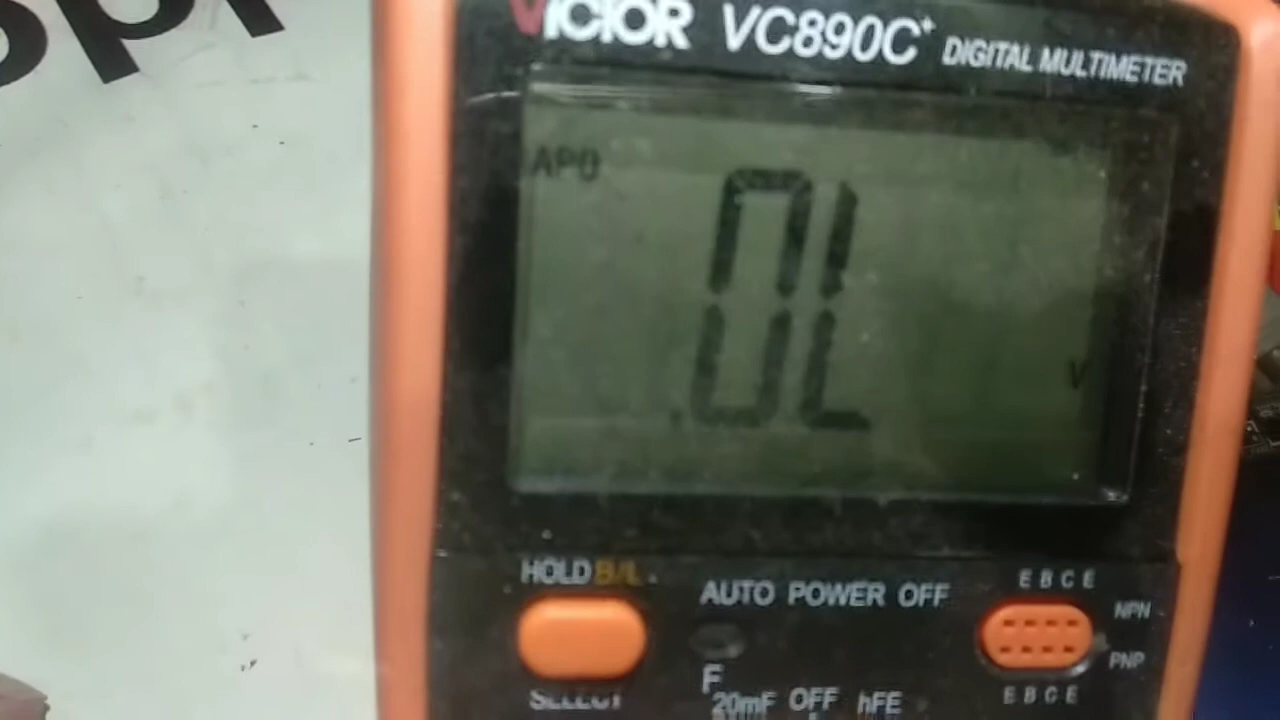 VICTOR VC890C+ DIGITAL MULTIMETER
APO
.OL
V
HOLD B/L
AUTO POWER OFF
E B C E
NPN
PNP
E B C E
SELECT
F
20mF OFF hFE